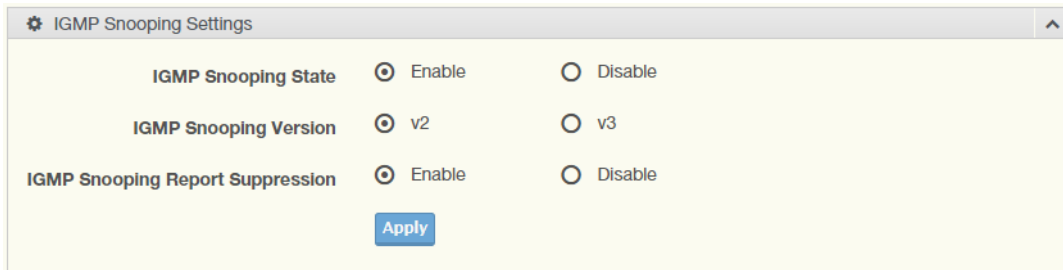 IGMP Snooping Settings
IGMP Snooping State Enable Disable
IGMP Snooping Version v2 v3
IGMP Snooping Report Suppression Enable Disable
Apply